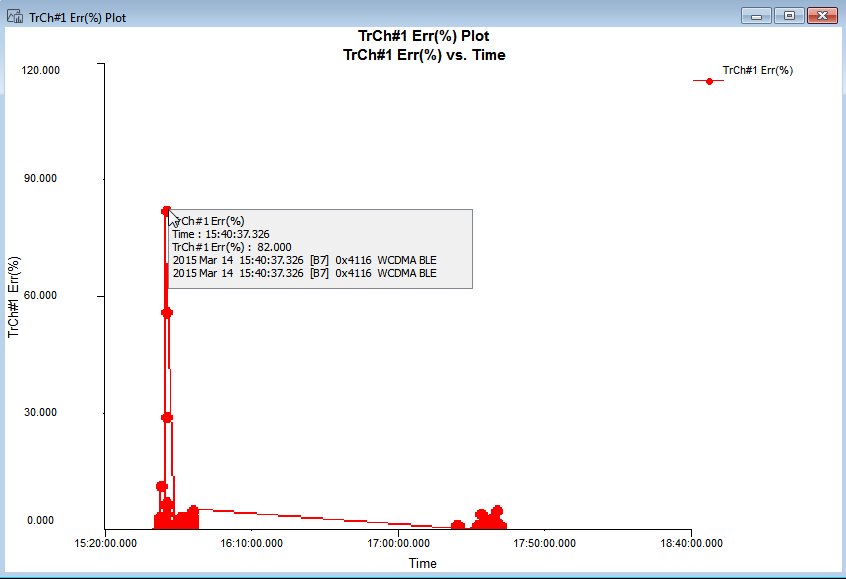 TrCh#1 Err(%) Plot
TrCh#1 Err(%) Plot
TrCh#1 Err(%) vs. Time
TrCh#1 Err(%)
120.000
90.000
60.000
30.000
0.000
TrCh#1 Err(%)
TrCh#1 Err(%)
Time : 15:40:37.326
TrCh#1 Err(%) : 82.000
2015 Mar 14 15:40:37.326 [B7] 0x4116 WCDMA BLE
2015 Mar 14 15:40:37.326 [B7] 0x4116 WCDMA BLE
15:20:00.000 16:10:00.000 17:00:00.000 17:50:00.000 18:40:00.000
Time